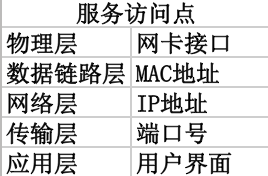 服务访问点
物理层 网卡接口
数据链路层 MAC地址
网络层 IP地址
传输层 端口号
应用层 用户界面